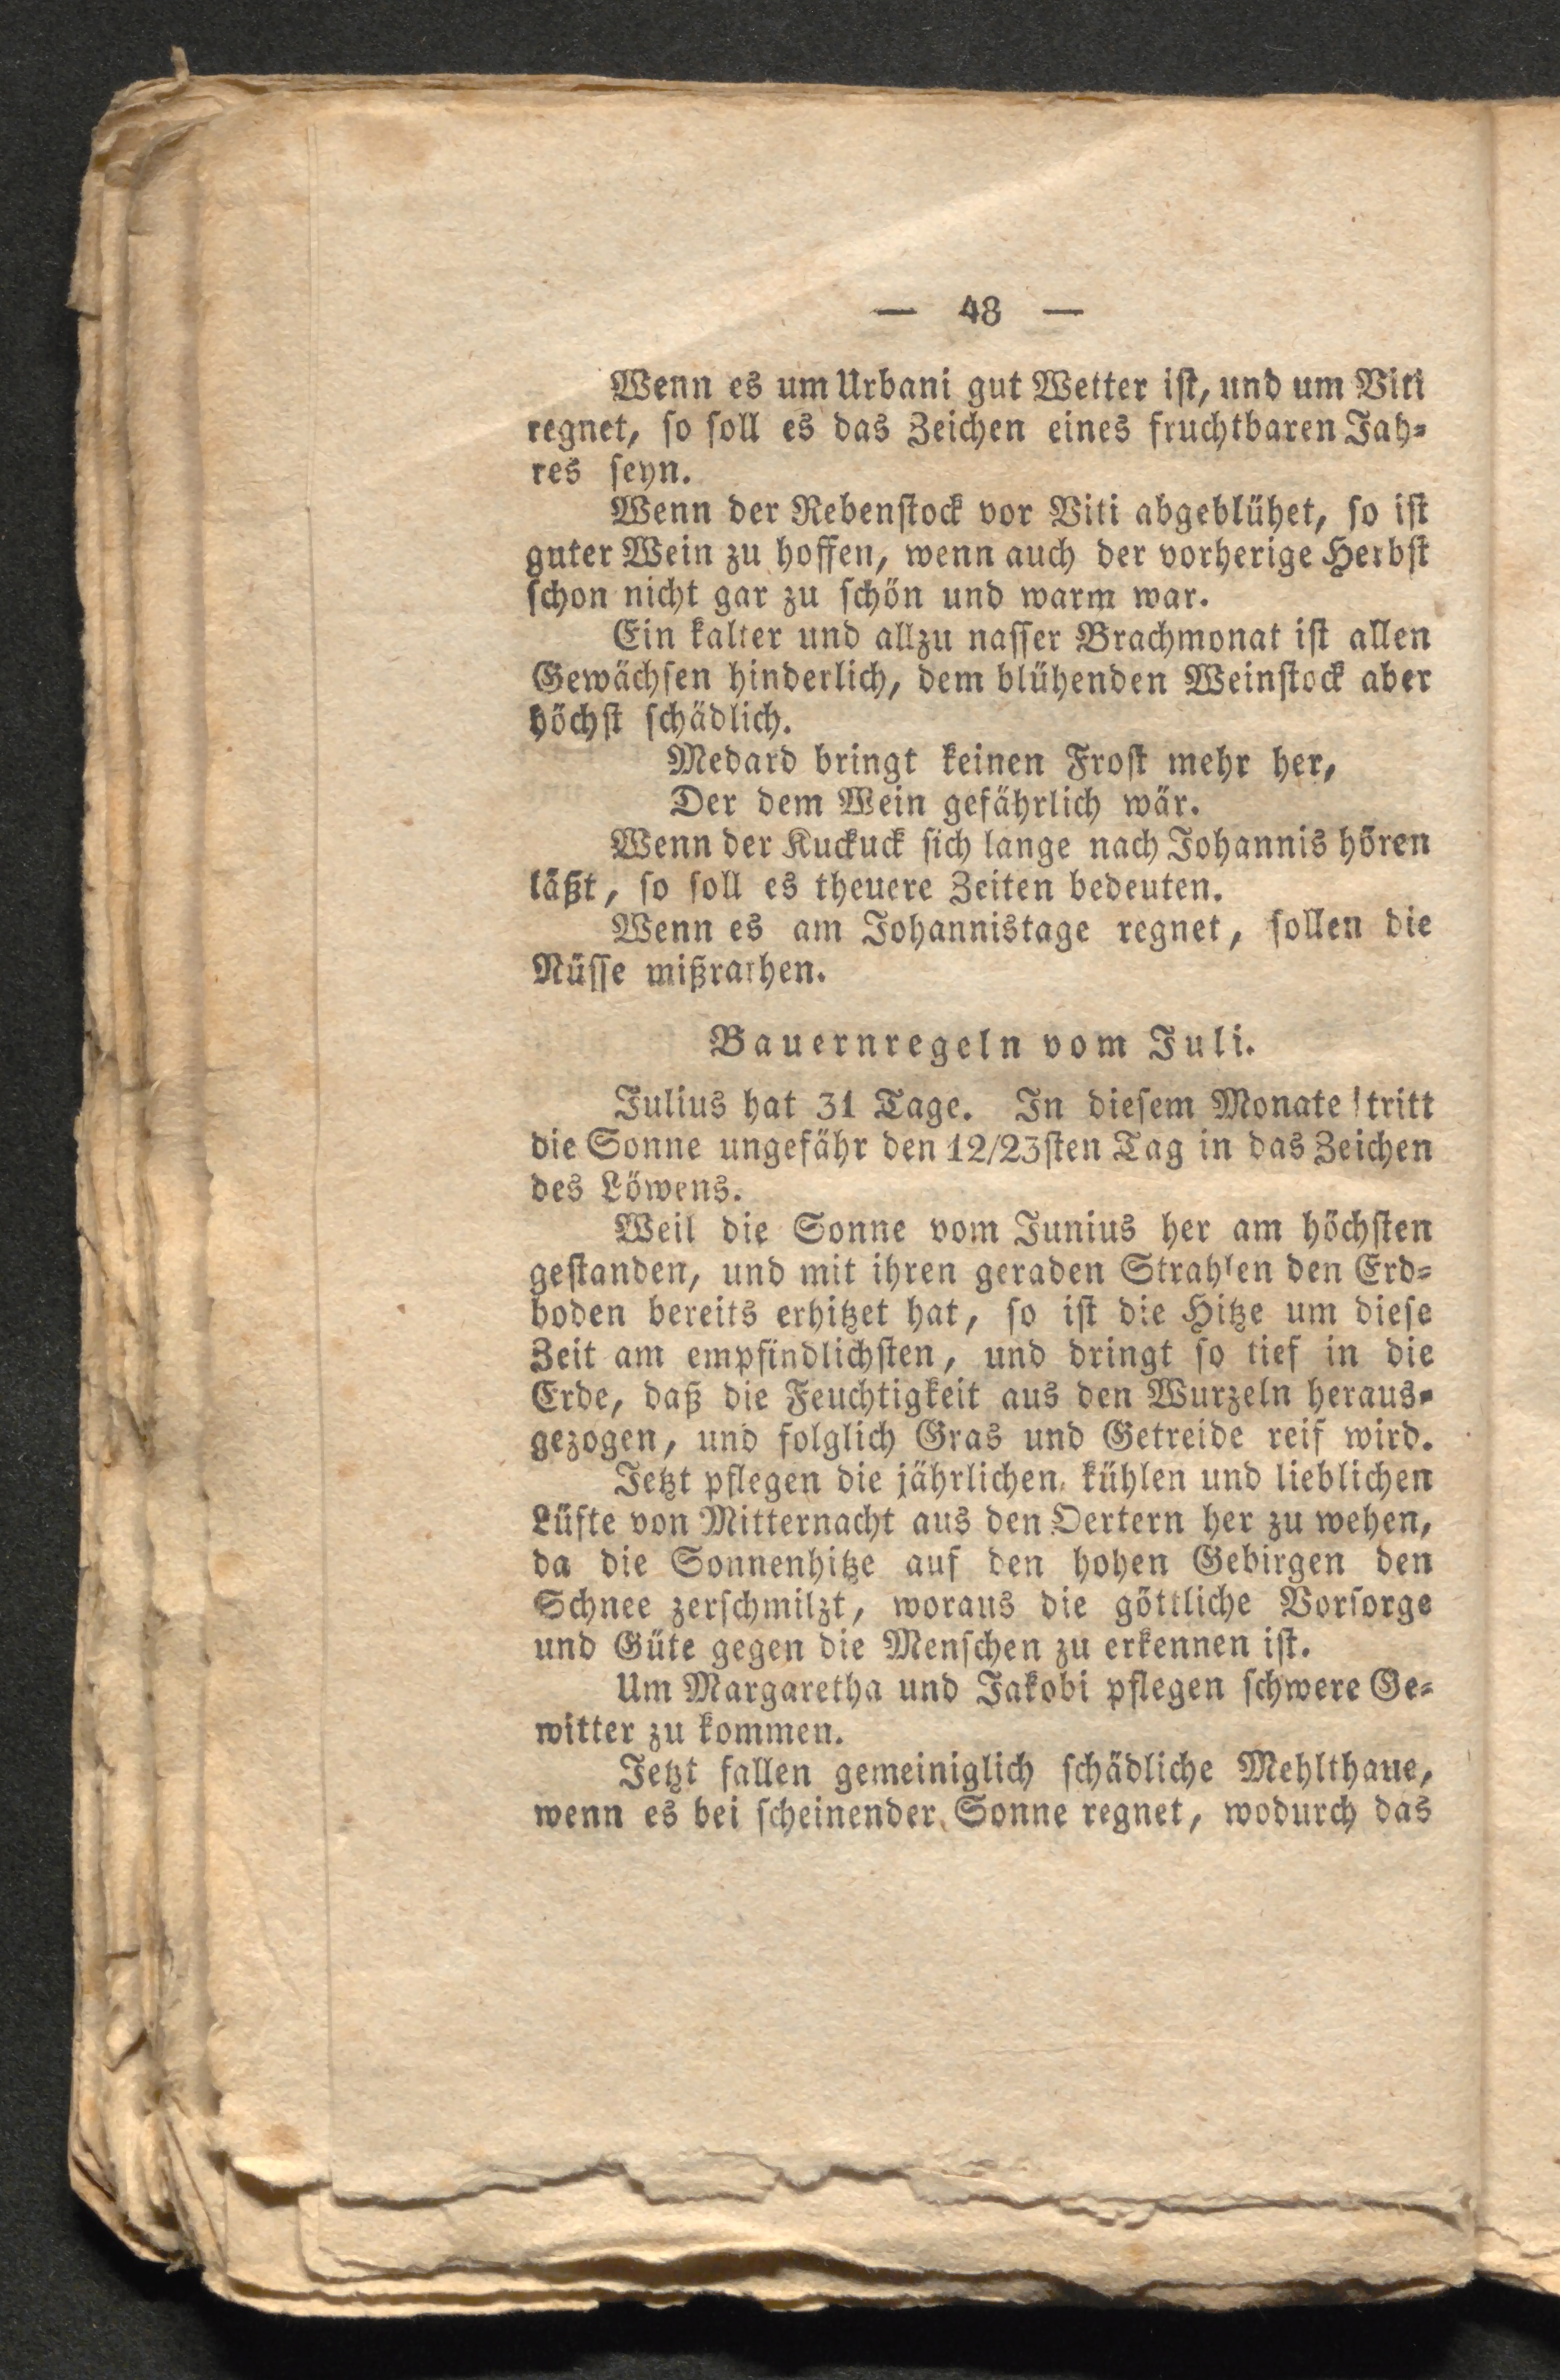 — 48 —
Wenn es um Urbani gut Wetter ist, und um Viti
regnet, so soll es das Zeichen eines fruchtbaren Jah-
res seyn.
Wenn der Rebenstock vor Viti abgeblühet, so ist
guter Wein zu hoffen, wenn auch der vorherige Herbst
schon nicht gar zu schön und warm war.
Ein kalter und allzu nasser Brachmonat ist allen
Gewächsen hinderlich, dem blühenden Weinstock aber
höchst schädlich.
Medard bringt keinen Frost mehr her,
Der dem Wein gefährlich wär.
Wenn der Kuckuck sich lange nach Johannis hören
läßt, so soll es theuere Zeiten bedeuten.
Wenn es am Johannistage regnet, sollen die
Nüsse mißrathen.
Bauernregeln vom Juli.
Julius hat 31 Tage. In diesem Monate tritt
die Sonne ungefähr den 12/23sten Tag in das Zeichen
des Löwens.
Weil die Sonne vom Junius her am höchsten
gestanden, und mit ihren geraden Strahlen den Erd-
boden bereits erhitzet hat, so ist die Hitze um diese
Zeit am empfindlichsten, und dringt so tief in die
Erde, daß die Feuchtigkeit aus den Wurzeln heraus-
gezogen, und folglich Gras und Getreide reif wird.
Jetzt pflegen die jährlichen, kühlen und lieblichen
Lüfte von Mitternacht aus den Oertern her zu wehen,
da die Sonnenhitze auf den hohen Gebirgen den
Schnee zerschmilzt, woraus die göttliche Vorsorge
und Güte gegen die Menschen zu erkennen ist.
Um Margaretha und Jakobi pflegen schwere Ge-
witter zu kommen.
Jetzt fallen gemeiniglich schädliche Mehlthaue,
wenn es bei scheinender Sonne regnet, wodurch das